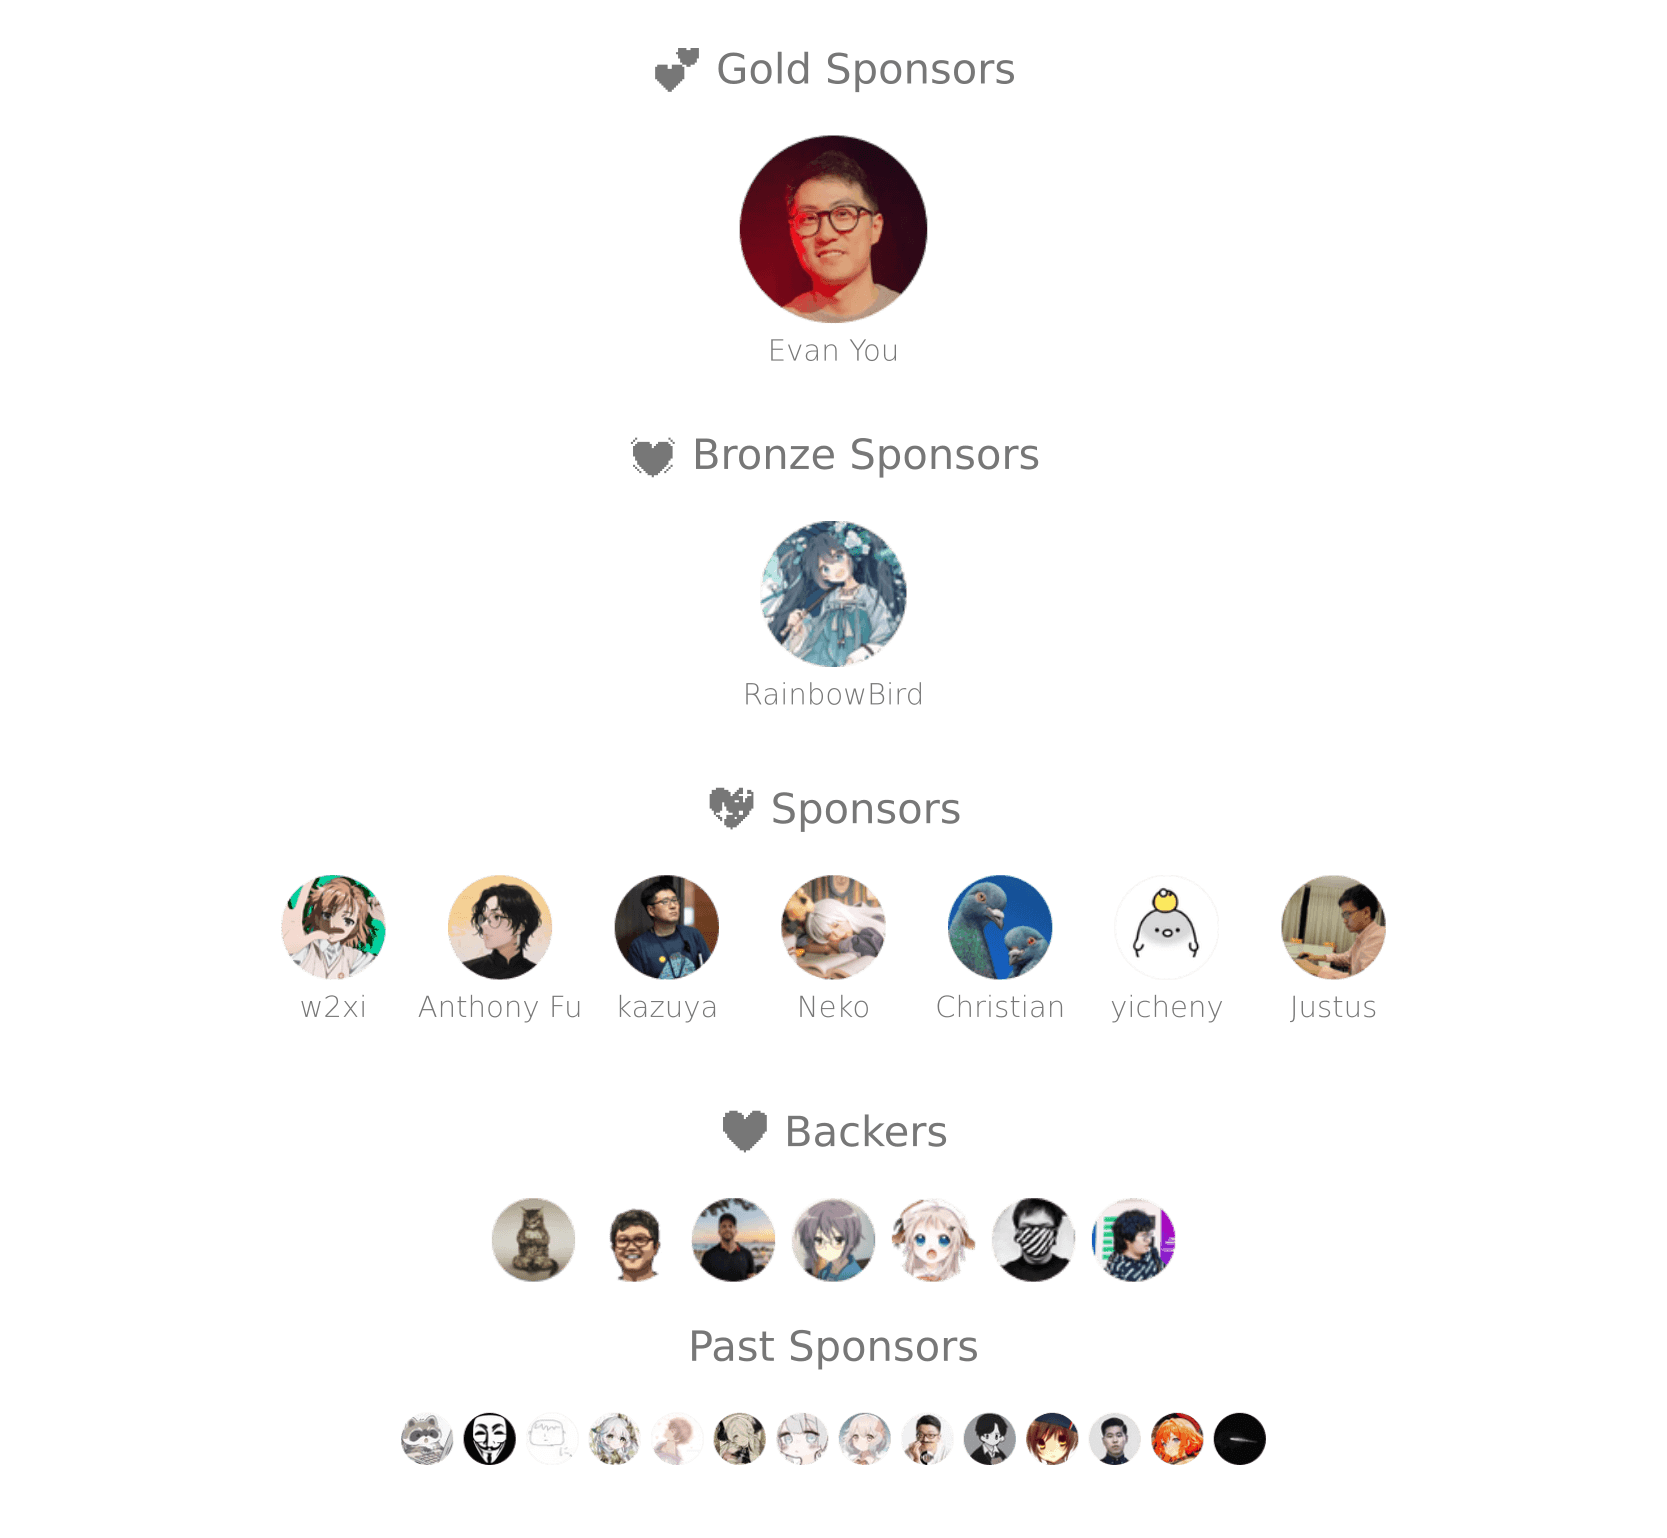 Gold Sponsors
Evan You
Bronze Sponsors
RainbowBird
Sponsors
w2xi Anthony Fu kazuya Neko Christian yicheny Justus
Backers
Past Sponsors